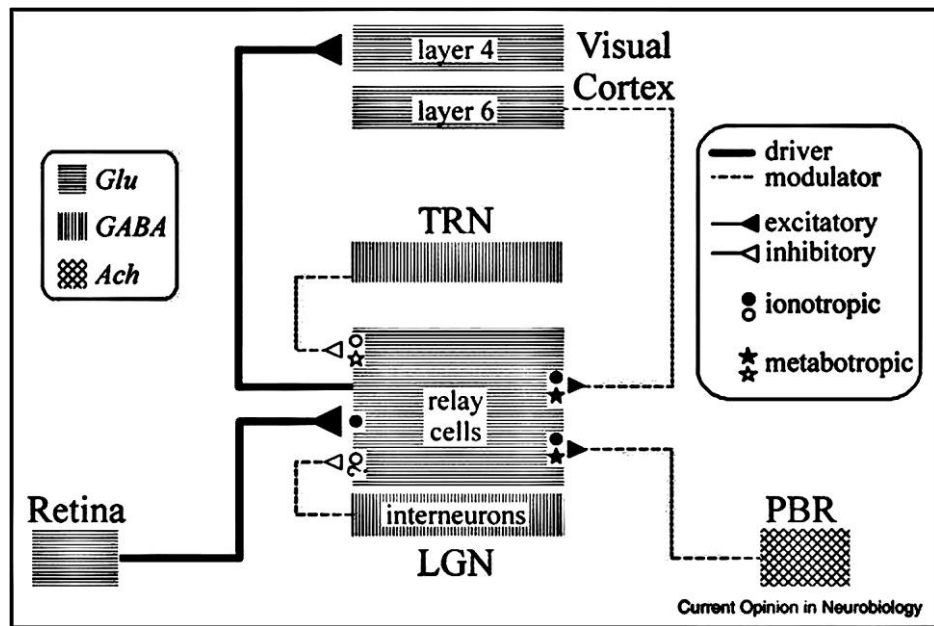 layer 4
Visual
Cortex
layer 6
driver
modulator
Glu
GABA
Ach
excitatory
inhibitory
TRN
ionotropic
metabotropic
relay
cells
Retina
interneurons
PBR
LGN
Current Opinion in Neurobiology